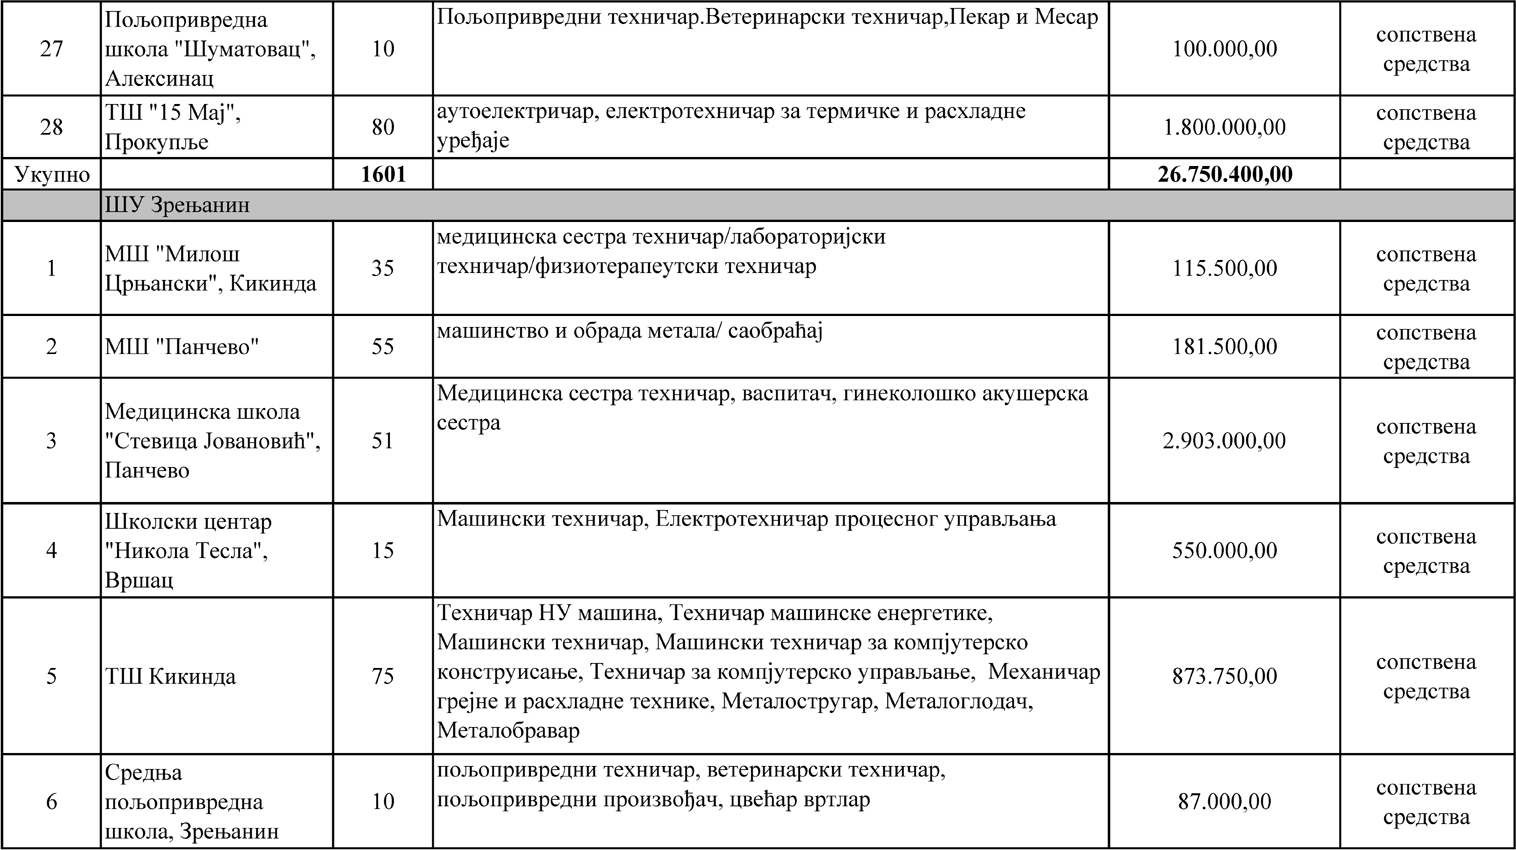 27
Пољопривредна
школа "Шуматовац",
Алексинац
10
Пољопривредни техничар.Ветеринарски техничар,Пекар и Месар
100.000,00
сопствена
средства
28
ТШ "15 Мај",
Прокупље
80
аутоелектричар, електротехничар за термичке и расхладне
уређаје
1.800.000,00
сопствена
средства
Укупно
1601
26.750.400,00
ШУ Зрењанин
1
МШ "Милош
Црњански", Кикинда
35
медицинска сестра техничар/лабораторијски
техничар/физиотерапеутски техничар
115.500,00
сопствена
средства
2
МШ "Панчево"
55
машинство и обрада метала/ саобраћај
181.500,00
сопствена
средства
3
Медицинска школа
"Стевица Јовановић",
Панчево
51
Медицинска сестра техничар, васпитач, гинеколошко акушерска
сестра
2.903.000,00
сопствена
средства
4
Школски центар
"Никола Тесла",
Вршац
15
Машински техничар, Електротехничар процесног управљања
550.000,00
сопствена
средства
5
ТШ Кикинда
75
Техничар НУ машина, Техничар машинске енергетике,
Машински техничар, Машински техничар за компјутерско
конструисање, Техничар за компјутерско управљање,  Механичар
грејне и расхладне технике, Металостругар, Металоглодач,
Металобравар
873.750,00
сопствена
средства
6
Средња
пољопривредна
школа, Зрењанин
10
пољопривредни техничар, ветеринарски техничар,
пољопривредни произвођач, цвећар вртлар
87.000,00
сопствена
средства